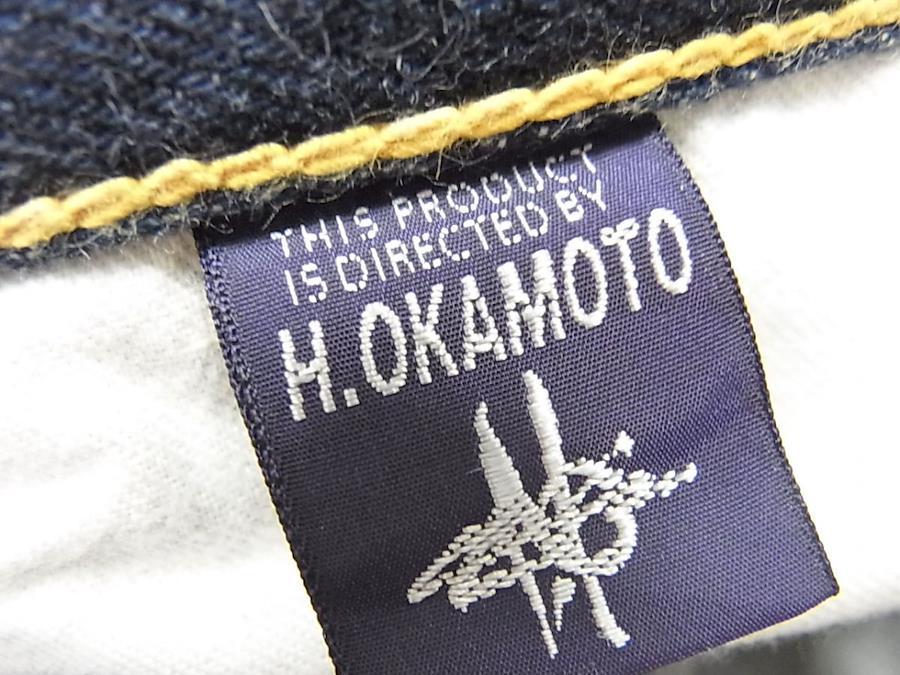 THIS PRODUCT
IS DIRECTED BY
H.OKAMOTO